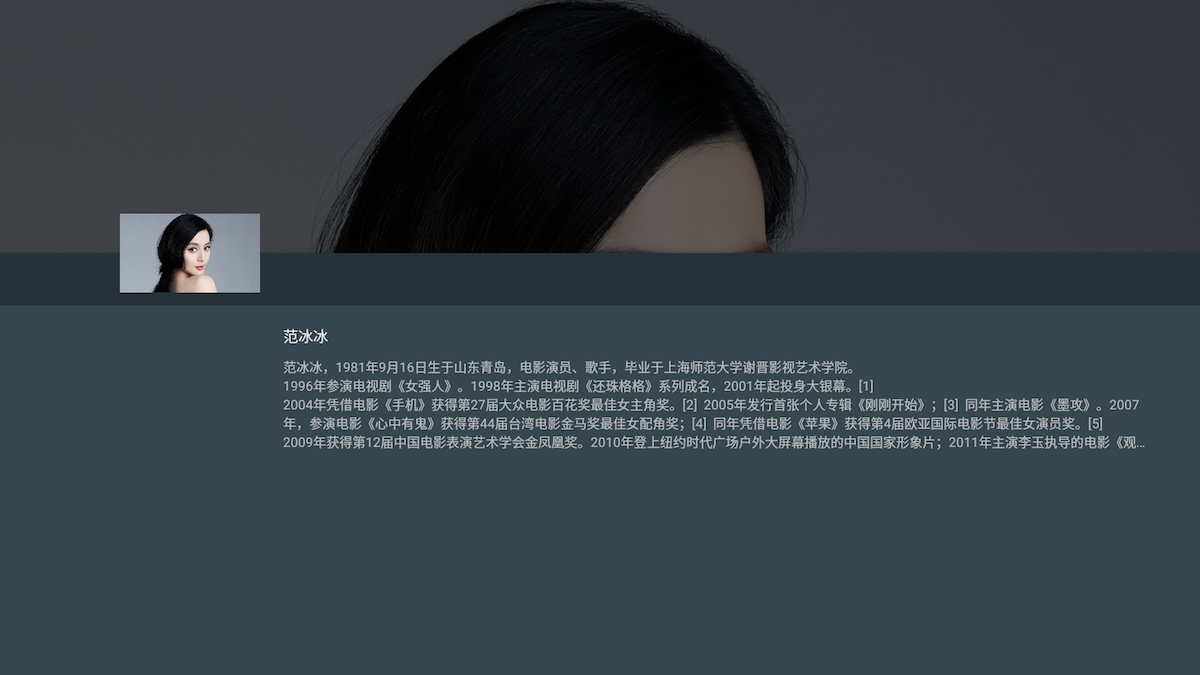 范冰冰
范冰冰，1981年9月16日生于山东青岛，电影演员、歌手，毕业于上海师范大学谢晋影视艺术学院。
1996年参演电视剧《女强人》。1998年主演电视剧《还珠格格》系列成名，2001年起投身大银幕。[1]
2004年凭借电影《手机》获得第27届大众电影百花奖最佳女主角奖。[2]  2005年发行首张个人专辑《刚刚开始》；[3]  同年主演电影《墨攻》。2007
年，参演电影《心中有鬼》获得第44届台湾电影金马奖最佳女配角奖；[4]  同年凭借电影《苹果》获得第4届欧亚国际电影节最佳女演员奖。[5]
2009年获得第12届中国电影表演艺术学会金凤凰奖。2010年登上纽约时代广场户外大屏幕播放的中国国家形象片；2011年主演李玉执导的电影《观…